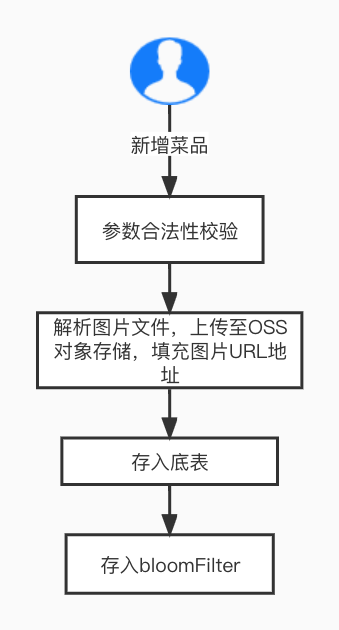 新增菜品
参数合法性校验
解析图片文件，上传至OSS
对象存储，填充图片URL地
址
存入底表
存入bloomFilter